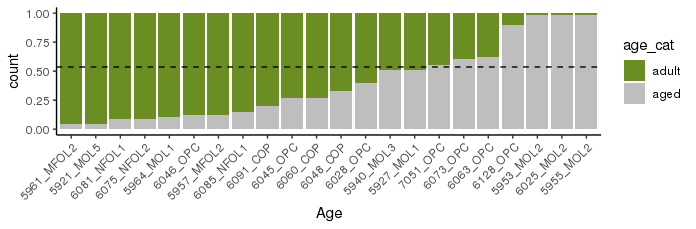 1.00
0.75
0.50
0.25
0.00
count
5961_MFOL2
5921_MOL5
6081_NFOL1
6075_NFOL2
5964_MOL1
6046_OPC
5957_MFOL2
6085_NFOL1
6091_COP
6045_OPC
6060_COP
6048_COP
6028_OPC
5940_MOL3
5927_MOL1
7051_OPC
6073_OPC
6063_OPC
6128_OPC
5953_MOL2
6025_MOL2
5955_MOL2
Age
age_cat
adult
aged